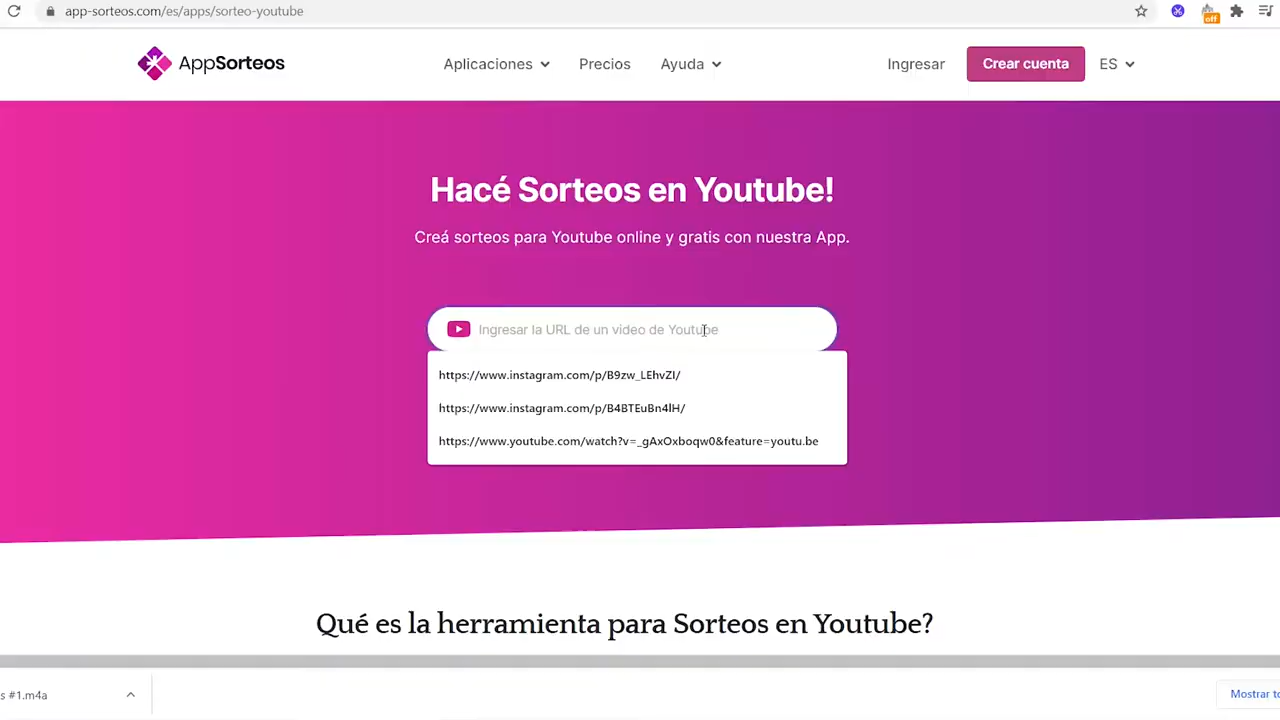 app-sorteos.com/es/apps/sorteo-youtube
off
AppSorteos
Aplicaciones
Precios
Ayuda
Ingresar
Crear cuenta
ES
Hacé Sorteos en Youtube!
Creá sorteos para Youtube online y gratis con nuestra App.
Ingresar la URL de un video de Youtube
https://www.instagram.com/p/B9zw_LEhvZI/
https://www.instagram.com/p/B4BTEuBn4lH/
https://www.youtube.com/watch?v=_gAxOxboqw0&feature=youtu.be
Qué es la herramienta para Sorteos en Youtube?
s #1.m4a
Mostrar to